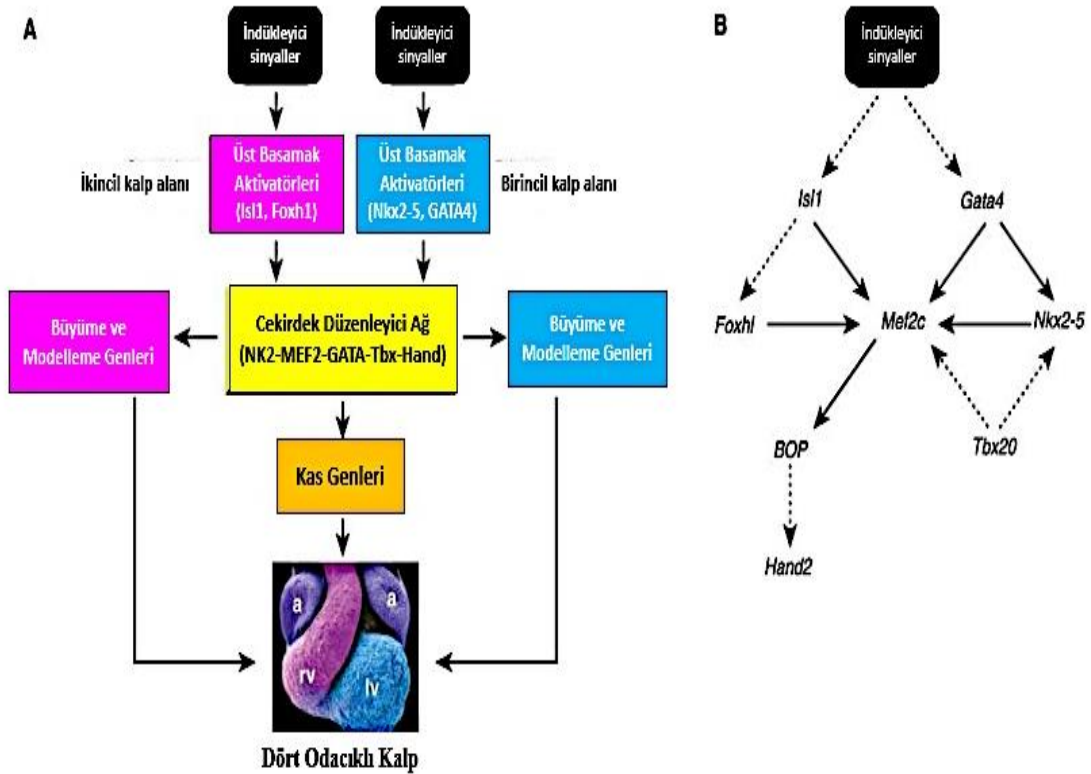 A
İndükleyici
sinyaller
İndükleyici
sinyaller
Üst Basamak
Aktivatörleri
(Isl1, Foxh1)
Üst Basamak
Aktivatörleri
(Nkx2-5, GATA4)
İkincil kalp alanı
Birincil kalp alanı
Büyüme ve
Modelleme Genleri
Cekirdek Düzenleyici Ağ
(NK2-MEF2-GATA-Tbx-Hand)
Büyüme ve
Modelleme Genleri
Kas Genleri
a
a
rv
lv
Dört Odacıklı Kalp
B
İndükleyici
sinyaller
Isl1
Gata4
Foxhl
Mef2c
Nkx2-5
BOP
Tbx20
Hand2